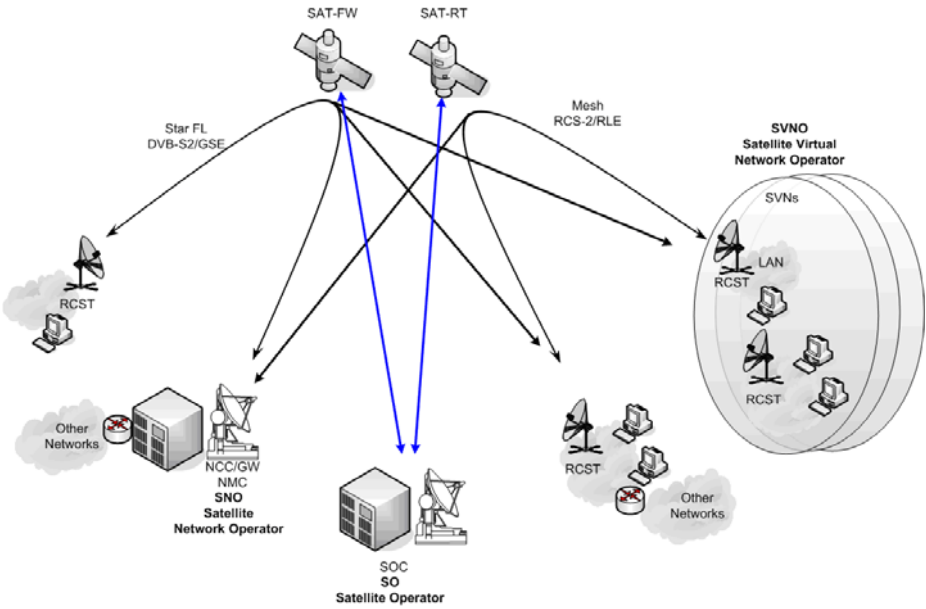 SAT-FW
SAT-RT
Star FL
DVB-S2/GSE
Mesh
RCS-2/RLE
SVNO
Satellite Virtual
Network Operator
SVNs
LAN
RCST
RCST
RCST
Other
Networks
NCC/GW
NMC
SNO
Satellite
Network Operator
RCST
Other
Networks
SOC
SO
Satellite Operator